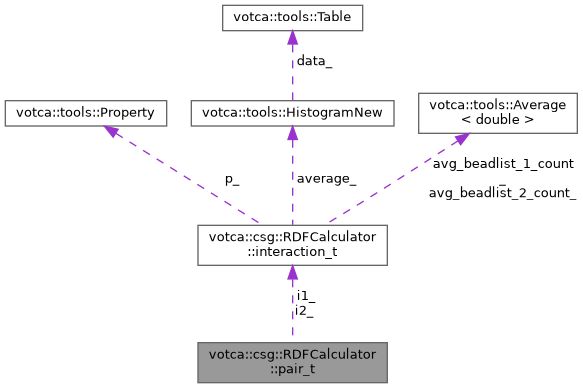 votca::tools::Table
data_
votca::tools::Property
votca::tools::HistogramNew
votca::tools::Average
< double >
p_
average_
avg_beadlist_1_count
_
avg_beadlist_2_count_
votca::csg::RDFCalculator
::interaction_t
i1_
i2_
votca::csg::RDFCalculator
::pair_t